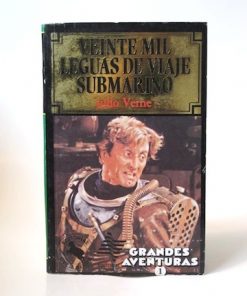 VEINTE MIL
LEGUAS DE VIAJE
SUBMARINO
Julio Verne
GRANDES
AVENTURAS
1